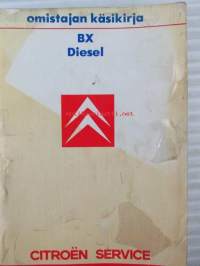 omistajan käsikirja
BX
Diesel
CITROËN SERVICE